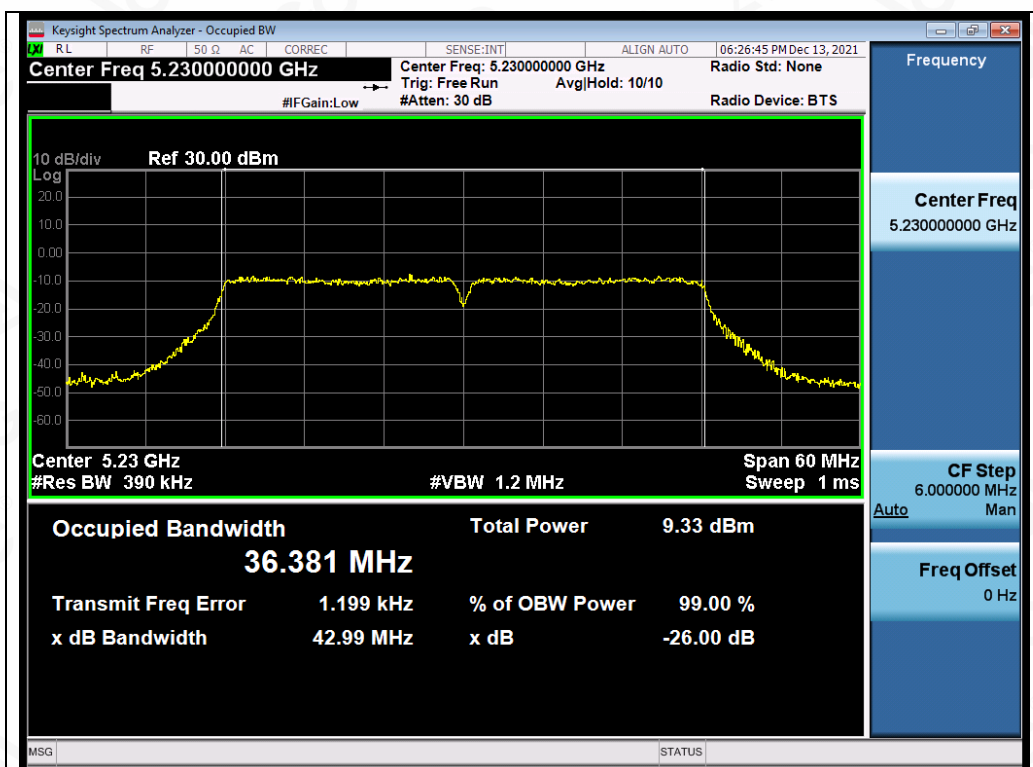 Keysight Spectrum Analyzer - Occupied BW
LXI RL RF 50 Ω AC CORREC SENSE:INT ALIGN AUTO 06:26:45 PM Dec 13, 2021
Center Freq 5.230000000 GHz
Center Freq: 5.230000000 GHz
Radio Std: None
Trig: Free Run Avg|Hold: 10/10
#IFGain:Low #Atten: 30 dB Radio Device: BTS
10 dB/div Ref 30.00 dBm
Log
20.0
10.0
0.00
-10.0
-20.0
-30.0
-40.0
-50.0
-60.0
Center 5.23 GHz Span 60 MHz
#Res BW 390 kHz #VBW 1.2 MHz Sweep 1 ms
Occupied Bandwidth Total Power 9.33 dBm
36.381 MHz
Transmit Freq Error 1.199 kHz % of OBW Power 99.00 %
x dB Bandwidth 42.99 MHz x dB -26.00 dB
MSG STATUS
Frequency
Center Freq
5.230000000 GHz
CF Step
6.000000 MHz
Auto Man
Freq Offset
0 Hz